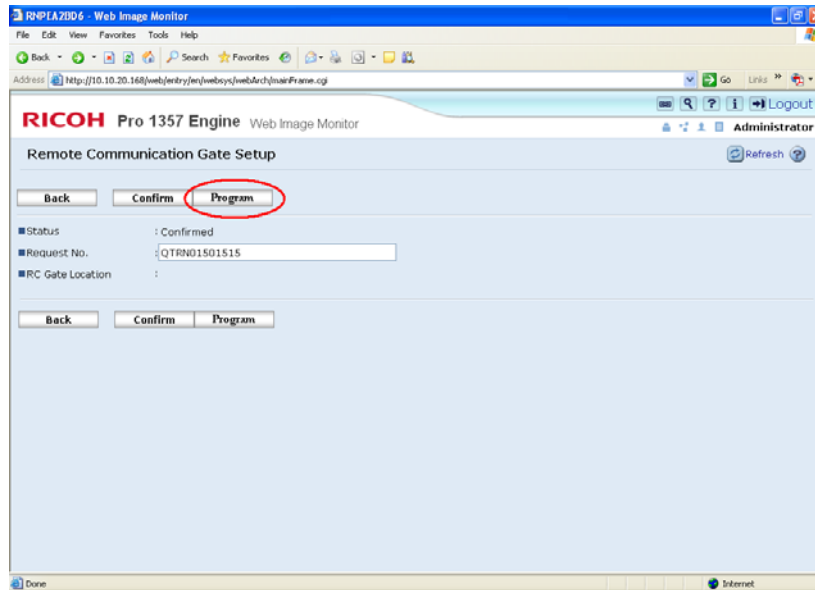 RNPEA2BD6 - Web Image Monitor
File Edit View Favorites Tools Help
Back Search Favorites
Address http://10.10.20.168/web/entry/en/websys/webArch/mainFrame.cgi Go Links »
Logout
RICOH Pro 1357 Engine Web Image Monitor
Administrator
Remote Communication Gate Setup Refresh
Back Confirm Program
Status : Confirmed
Request No. : QTRN01501515
RC Gate Location :
Back Confirm Program
Done Internet